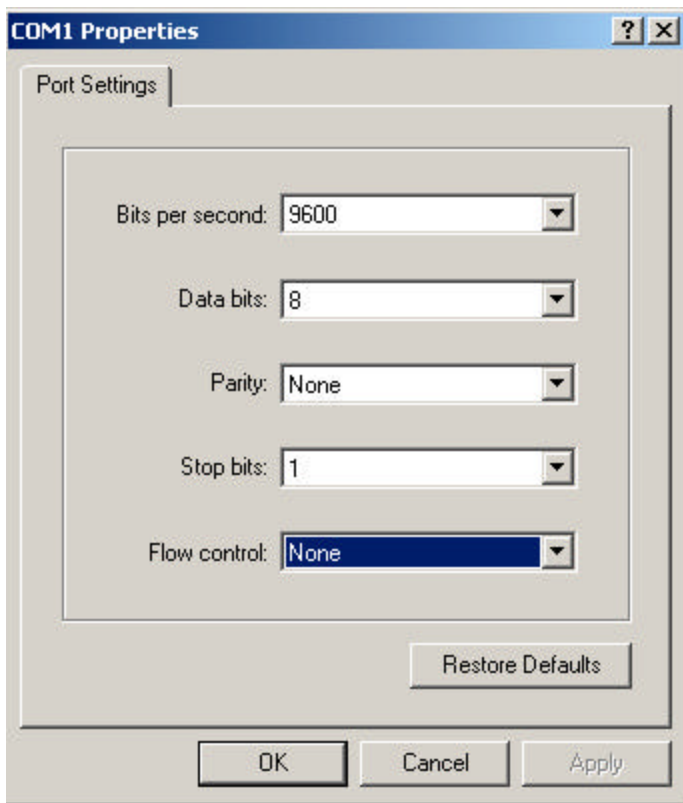 COM1 Properties
Port Settings
Bits per second: 9600
Data bits: 8
Parity: None
Stop bits: 1
Flow control: None
Restore Defaults
OK Cancel Apply